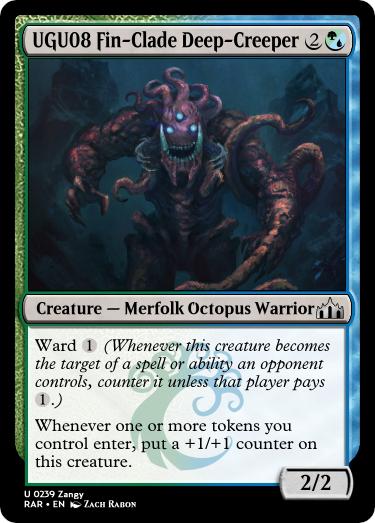 UGU08 Fin-Clade Deep-Creeper 2
Creature — Merfolk Octopus Warrior
Ward 1 (Whenever this creature becomes
the target of a spell or ability an opponent
controls, counter it unless that player pays
1.)
Whenever one or more tokens you
control enter, put a +1/+1 counter on
this creature.
2/2
U 0239 Zangy
RAR • EN Zach Rabon